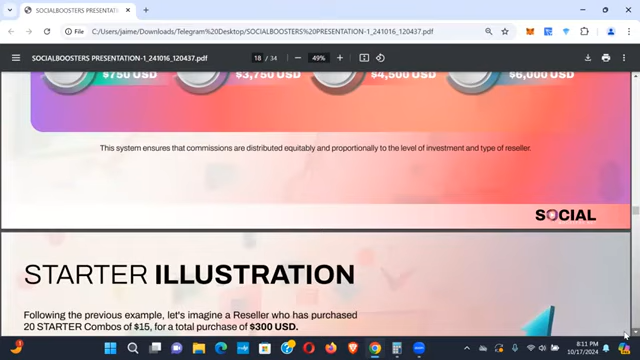 SOCIALBOOSTERS PRESENTATION-1_241016_120437.pdf
File
C:/Users/jaime/Downloads/Telegram%20Desktop/SOCIALBOOSTERS%20PRESENTATION-1_241016_120437.pdf
SOCIALBOOSTERS PRESENTATION-1_241016_120437.pdf
18 / 34
49%
$750 USD
$3,750 USD
$4,500 USD
$6,000 USD
This system ensures that commissions are distributed equitably and proportionally to the level of investment and type of reseller.
SOCIAL
STARTER ILLUSTRATION
Following the previous example, let's imagine a Reseller who has purchased
20 STARTER Combos of $15, for a total purchase of $300 USD.
8:11 PM
10/17/2024